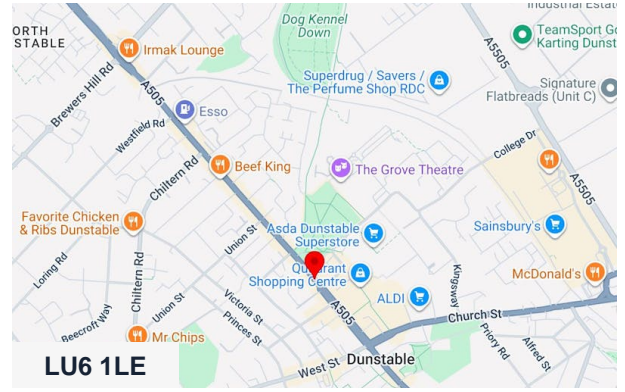 ORTH
STABLE
Irmak Lounge
Dog Kennel
Down
Industrial Estat
TeamSport Go
Karting Dunst
A5505
Superdrug / Savers /
The Perfume Shop RDC
Signature
Flatbreads (Unit C)
Brewers Hill Rd
A505
Esso
Westfield Rd
College Dr
Chiltern Rd
Beef King
The Grove Theatre
A5505
Favorite Chicken
& Ribs Dunstable
Asda Dunstable
Superstore
Sainsbury's
Union St
Loring Rd
Chiltern Rd
Shopping Centre
Kingsway
McDonald's
Beecroft Way
Union St
Victoria St
A505
ALDI
Church St
Princes St
Mr Chips
Priory Rd
Alfred St
West St
Dunstable
LU6 1LE